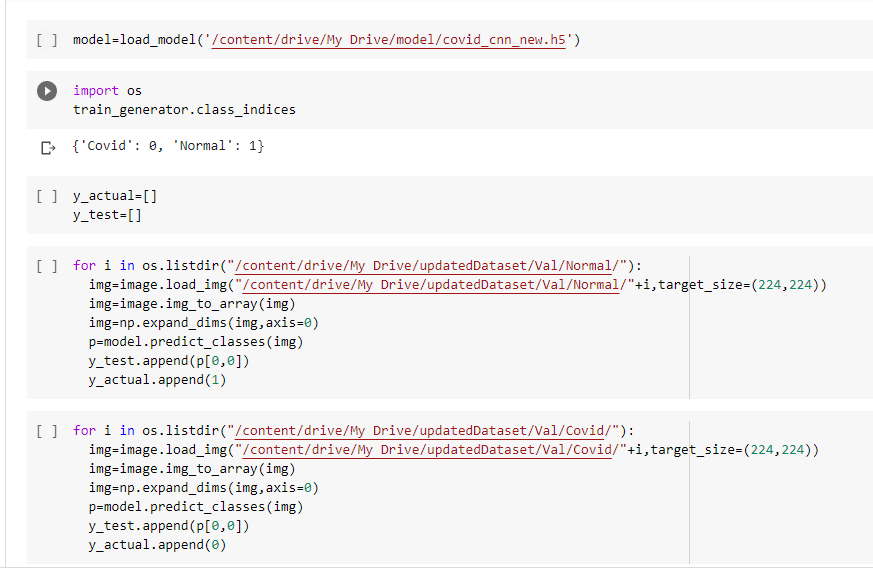 [ ] model=load_model('/content/drive/My Drive/model/covid_cnn_new.h5')
import os
train_generator.class_indices
{'Covid': 0, 'Normal': 1}
[ ] y_actual=[]
y_test=[]
[ ] for i in os.listdir("/content/drive/My Drive/updatedDataset/Val/Normal/"):
img=image.load_img("/content/drive/My Drive/updatedDataset/Val/Normal/"+i,target_size=(224,224))
img=image.img_to_array(img)
img=np.expand_dims(img,axis=0)
p=model.predict_classes(img)
y_test.append(p[0,0])
y_actual.append(1)
[ ] for i in os.listdir("/content/drive/My Drive/updatedDataset/Val/Covid/"):
img=image.load_img("/content/drive/My Drive/updatedDataset/Val/Covid/"+i,target_size=(224,224))
img=image.img_to_array(img)
img=np.expand_dims(img,axis=0)
p=model.predict_classes(img)
y_test.append(p[0,0])
y_actual.append(0)